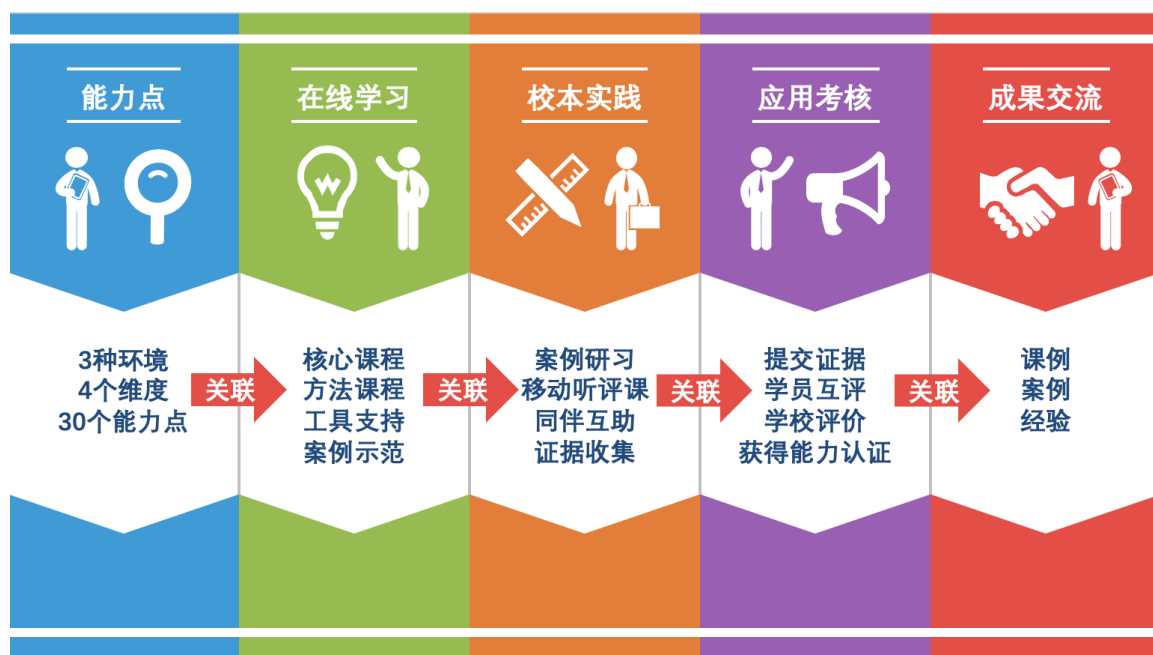 能力点
在线学习
校本实践
应用考核
成果交流
3种环境
4个维度
30个能力点
关联
核心课程
方法课程
工具支持
案例示范
关联
案例研习
移动听评课
同伴互助
证据收集
关联
提交证据
学员互评
学校评价
获得能力认证
关联
课例
案例
经验